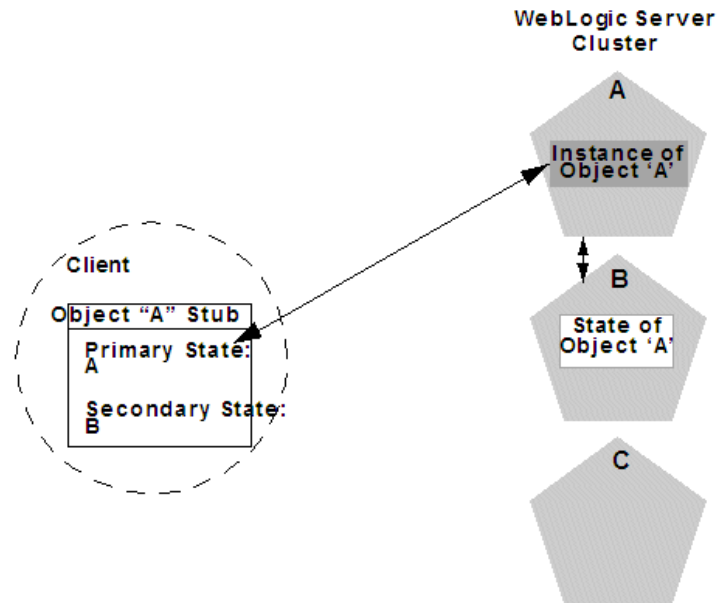 WebLogic Server
Cluster
A
Instance of
Object ‘A’
Client
Object “A” Stub
Primary State:
A
Secondary State:
B
B
State of
Object ‘A’
C